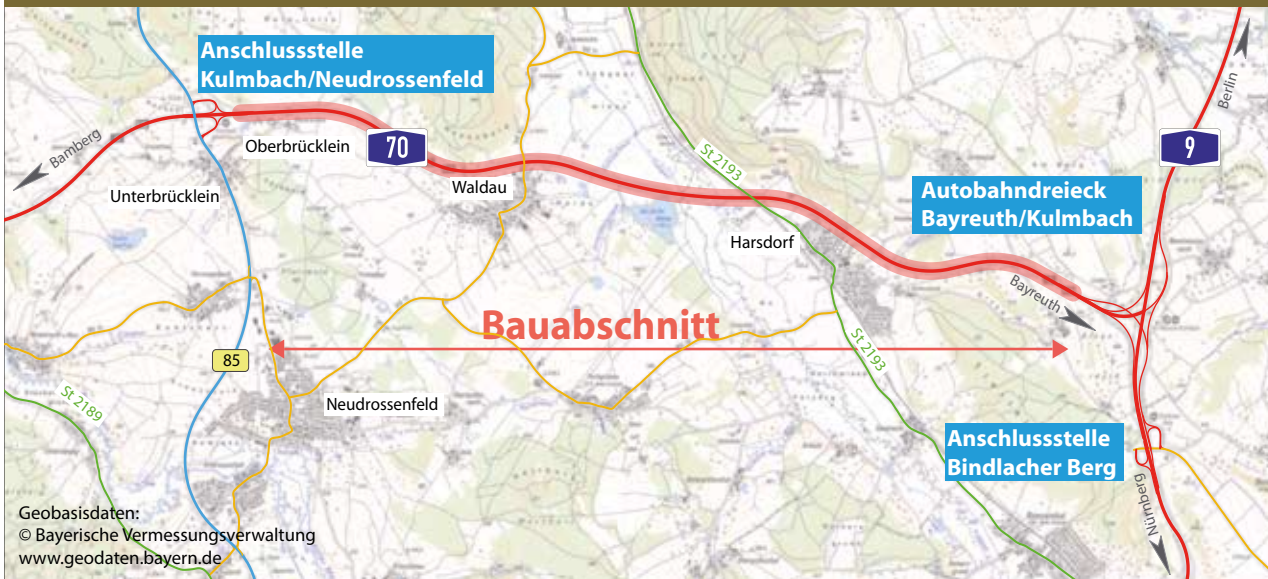 Anschlussstelle
Kulmbach/Neudrossenfeld
Berlin
Bamberg
Oberbrücklein
70
9
St 2193
Unterbrücklein
Waldau
Autobahndreieck
Bayreuth/Kulmbach
Harsdorf
Bayreuth
Bauabschnitt
85
St 2193
St 2189
Neudrossenfeld
Anschlussstelle
Bindlacher Berg
Nürnberg
Geobasisdaten:
© Bayerische Vermessungsverwaltung
www.geodaten.bayern.de